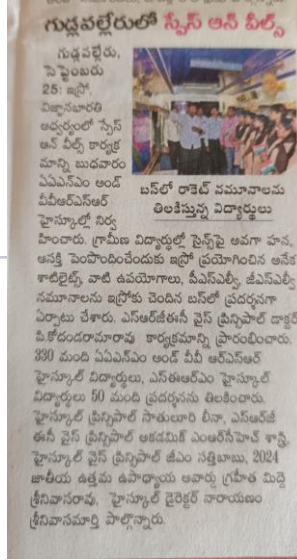 గుడ్లవల్లేరులో స్పేస్ ఆన్ వీల్స్
గుడ్లవల్లేరు,
సెప్టెంబరు
25: ఇస్రో,
విజ్ఞానభారతి
ఆధ్వర్యంలో స్పేస్
ఆన్ వీల్స్ కార్యక్ర
మాన్ని బుధవారం
ఏఏఎన్ఎం అండ్
వీవీఆర్ఎస్ఆర్
హైస్కూల్లో నిర్వ
బస్‌లో రాకెట్ నమూనాలను
తిలకిస్తున్న విద్యార్థులు
హించారు. గ్రామీణ విద్యార్థుల్లో సైన్స్‌పై అవగా హన,
ఆసక్తి పెంపొందించేందుకు ఇస్రో ప్రయోగించిన అనేక
శాటిలైట్స్, వాటి ఉపయోగాలు, పీఎస్ఎల్వీ, జీఎస్ఎల్వీ
నమూనాలను ఇస్రోకు చెందిన బస్‌లో ప్రదర్శనగా
ఏర్పాటు చేశారు. ఎస్ఆర్‌జీఈసీ వైస్ ప్రిన్సిపాల్ డాక్టర్
పి.కోదండరామారావు కార్యక్రమాన్ని ప్రారంభించారు.
330 మంది ఏఏఎన్ఎం అండ్ వీవీ ఆర్ఎస్ఆర్
హైస్కూల్ విద్యార్థులు, ఎస్ఈఆర్ఎం హైస్కూల్
విద్యార్థులు 50 మంది ప్రదర్శనను తిలకించారు.
హైస్కూల్ ప్రిన్సిపాల్ సాతులూరి లీనా, ఎస్ఆర్‌జీ
ఈసీ వైస్ ప్రిన్సిపాల్ అకడమిక్ ఎంఆర్‌సీహెచ్ శాస్త్రి,
హైస్కూల్ వైస్ ప్రిన్సిపాల్ జీఎం సత్తిబాబు, 2024
జాతీయ ఉత్తమ ఉపాధ్యాయ అవార్డు గ్రహీత మిద్దె
శ్రీనివాసరావు, హైస్కూల్ డైరెక్టర్ నారాయణం
శ్రీనివాసమూర్తి పాల్గొన్నారు.